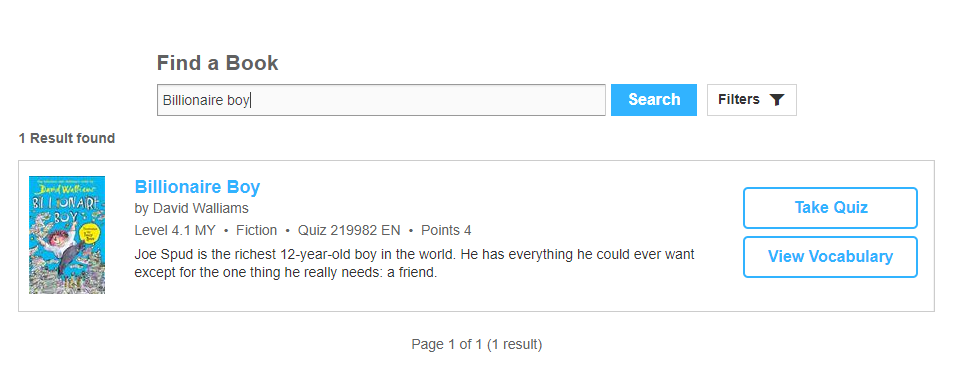 Find a Book
Billionaire boy
Search
Filters
1 Result found
David Walliams
BILLIONAIRE
BOY
Billionaire Boy
by David Walliams
Level 4.1 MY • Fiction • Quiz 219982 EN • Points 4
Joe Spud is the richest 12-year-old boy in the world. He has everything he could ever want
except for the one thing he really needs: a friend.
Take Quiz
View Vocabulary
Page 1 of 1 (1 result)